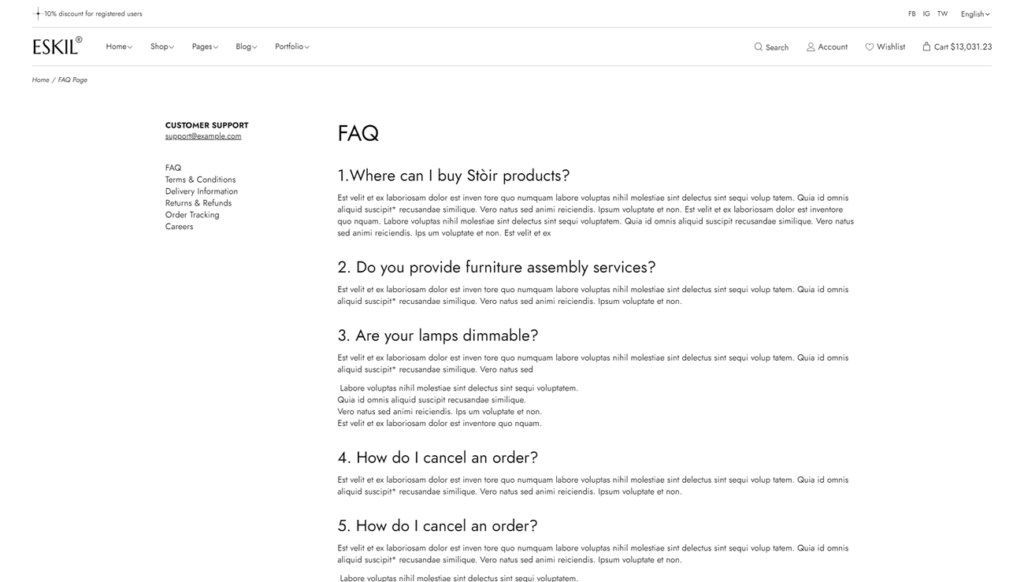 10% discount for registered users
FB IG TW English
ESKIL®
Home Shop Pages Blog Portfolio
Search Account Wishlist Cart $13,031.23
Home / FAQ Page
CUSTOMER SUPPORT
support@example.com
FAQ
Terms & Conditions
Delivery Information
Returns & Refunds
Order Tracking
Careers
FAQ
1.Where can I buy Stòir products?
Est velit et ex laboriosam dolor est inven tore quo numquam labore voluptas nihil molestiae sint delectus sint sequi volup tatem. Quia id omnis
aliquid suscipit* recusandae similique. Vero natus sed animi reiciendis. Ipsum voluptate et non. Est velit et ex laboriosam dolor est inventore
quo nquam. Labore voluptas nihil molestiae sint delectus sint sequi voluptatem. Quia id omnis aliquid suscipit recusandae similique. Vero natus
sed animi reiciendis. Ips um voluptate et non. Est velit et ex
2. Do you provide furniture assembly services?
Est velit et ex laboriosam dolor est inven tore quo numquam labore voluptas nihil molestiae sint delectus sint sequi volup tatem. Quia id omnis
aliquid suscipit* recusandae similique. Vero natus sed animi reiciendis. Ipsum voluptate et non.
3. Are your lamps dimmable?
Est velit et ex laboriosam dolor est inven tore quo numquam labore voluptas nihil molestiae sint delectus sint sequi volup tatem. Quia id omnis
aliquid suscipit* recusandae similique. Vero natus sed
Labore voluptas nihil molestiae sint delectus sint sequi voluptatem.
Quia id omnis aliquid suscipit recusandae similique.
Vero natus sed animi reiciendis. Ips um voluptate et non.
Est velit et ex laboriosam dolor est inventore quo nquam.
4. How do I cancel an order?
Est velit et ex laboriosam dolor est inven tore quo numquam labore voluptas nihil molestiae sint delectus sint sequi volup tatem. Quia id omnis
aliquid suscipit* recusandae similique. Vero natus sed animi reiciendis. Ipsum voluptate et non.
5. How do I cancel an order?
Est velit et ex laboriosam dolor est inven tore quo numquam labore voluptas nihil molestiae sint delectus sint sequi volup tatem. Quia id omnis
aliquid suscipit* recusandae similique. Vero natus sed animi reiciendis. Ipsum voluptate et non.
Labore voluptas nihil molestiae sint delectus sint sequi voluptatem.